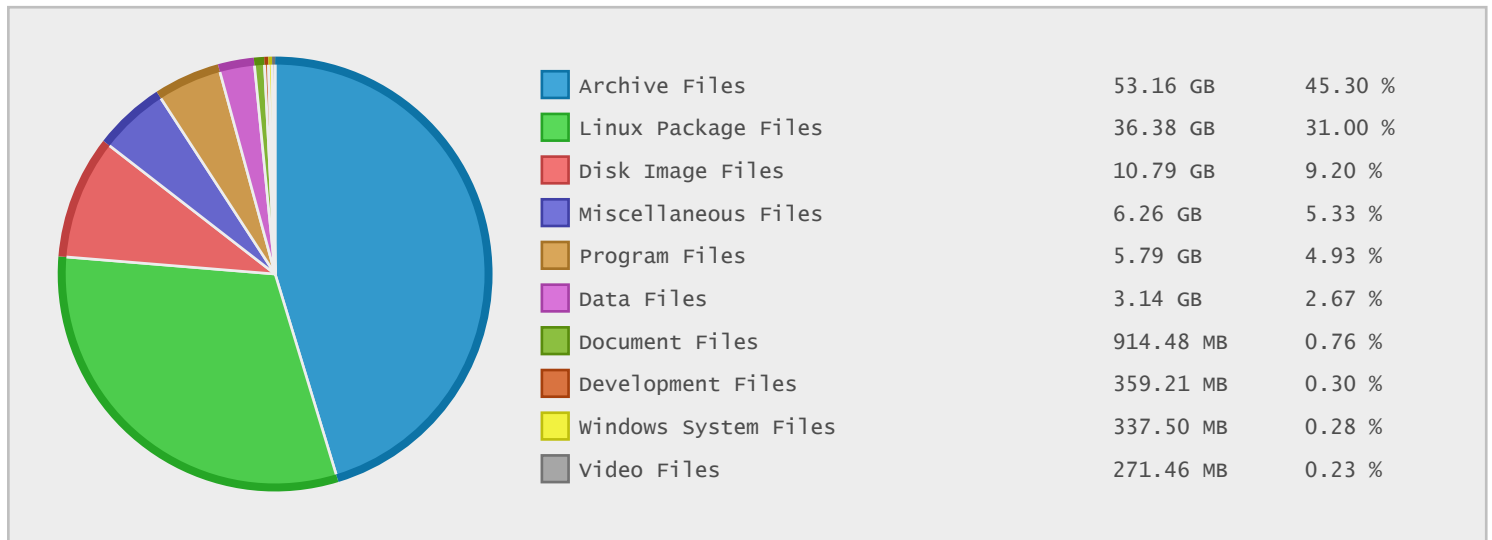 Archive Files 53.16 GB 45.30 %
Linux Package Files 36.38 GB 31.00 %
Disk Image Files 10.79 GB 9.20 %
Miscellaneous Files 6.26 GB 5.33 %
Program Files 5.79 GB 4.93 %
Data Files 3.14 GB 2.67 %
Document Files 914.48 MB 0.76 %
Development Files 359.21 MB 0.30 %
Windows System Files 337.50 MB 0.28 %
Video Files 271.46 MB 0.23 %